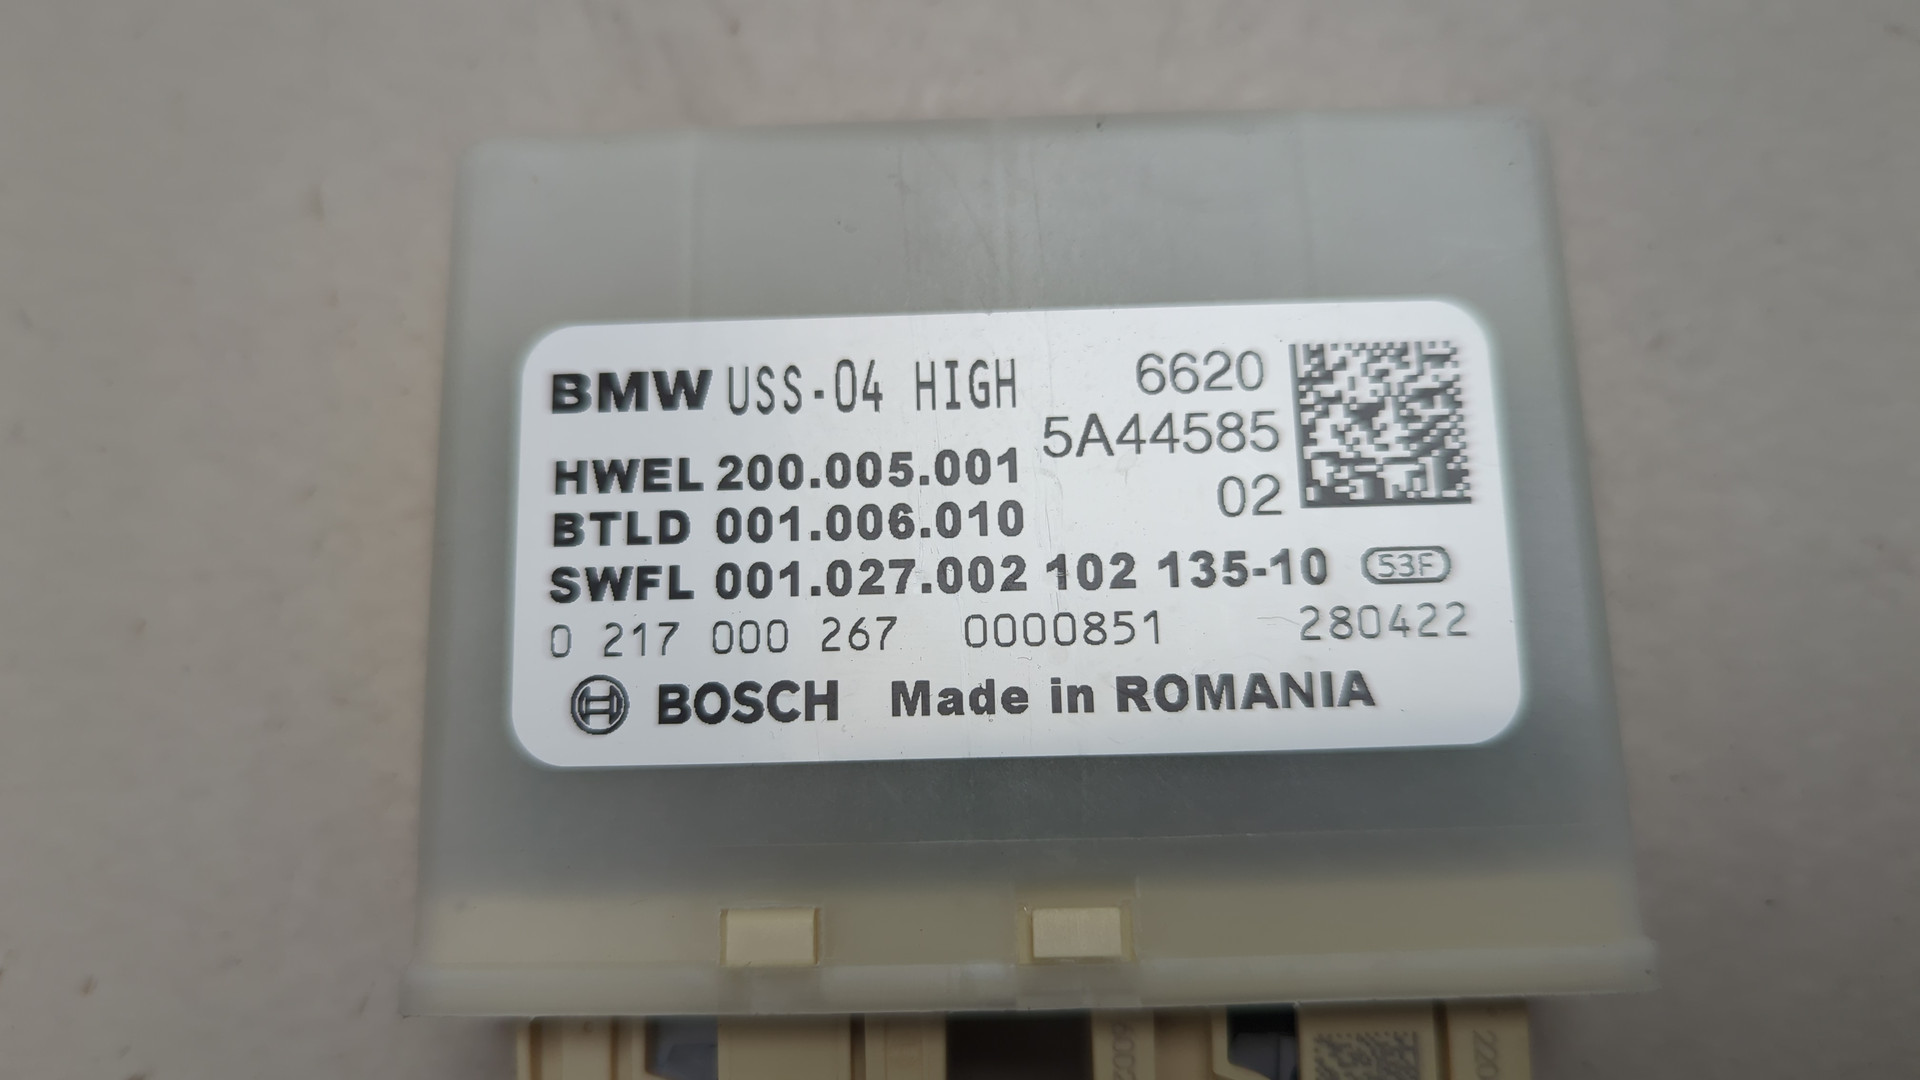 BMW USS-04 HIGH 6620
5A44585
HWEL 200.005.001
02
BTLD 001.006.010
SWFL 001.027.002 102 135-10 53F
0 217 000 267 0000851 280422
BOSCH Made in ROMANIA